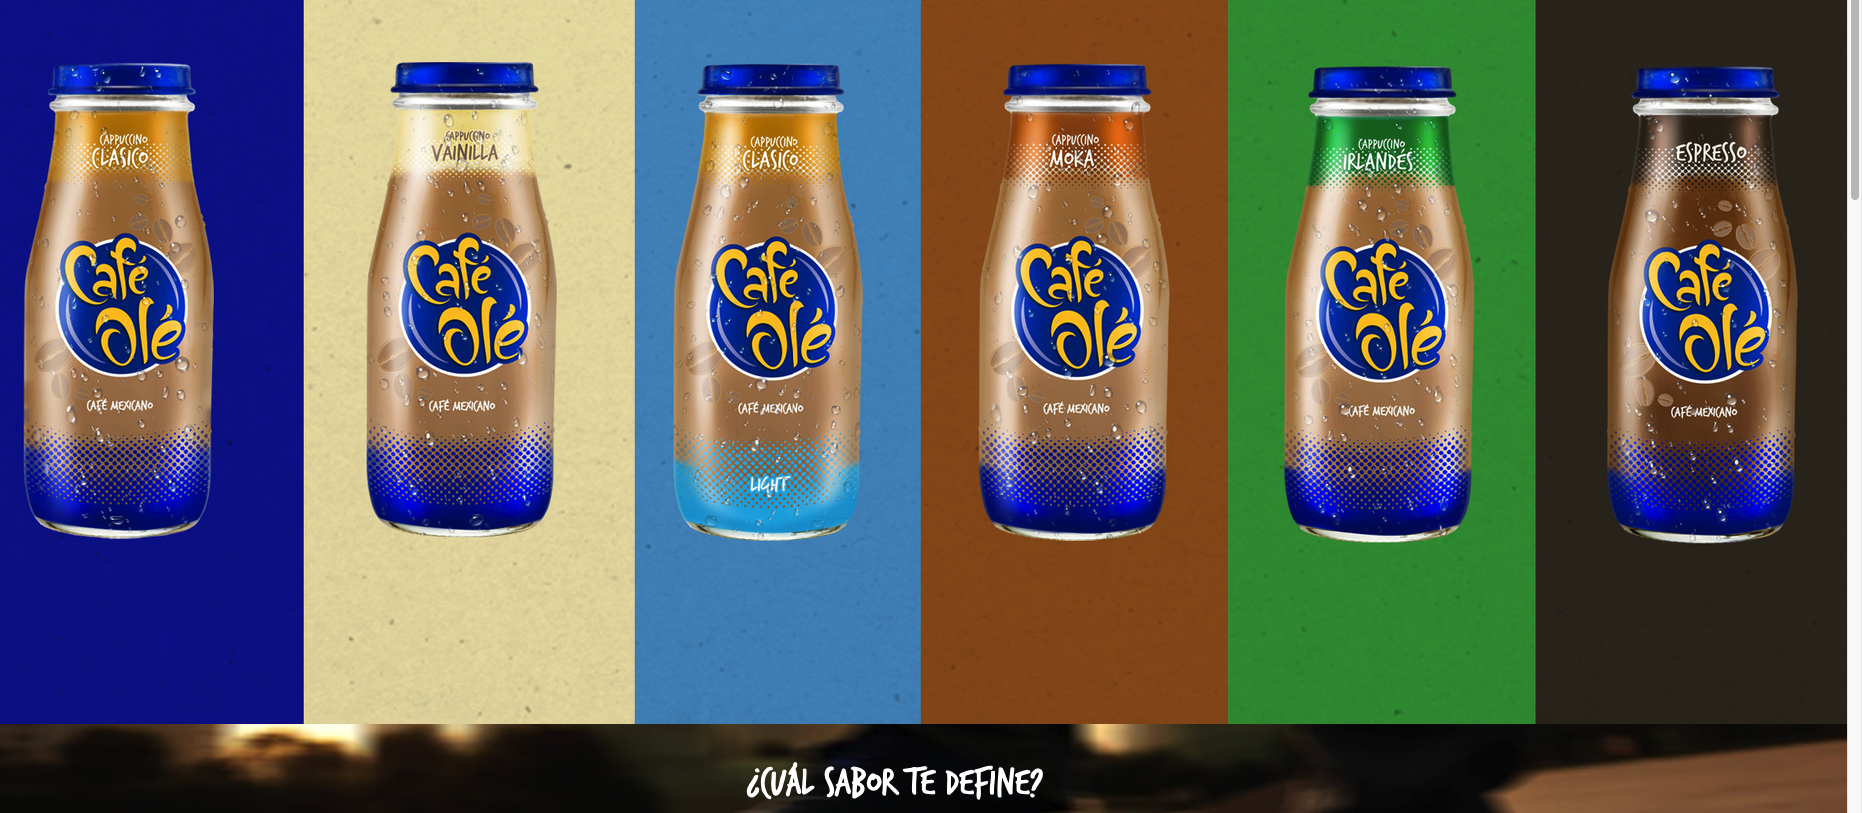 CAPPUCCINO
CLÁSICO
Café
Olé
CAFÉ MEXICANO
CAPPUCCINO
VAINILLA
Café
Olé
CAFÉ MEXICANO
CAPPUCCINO
CLÁSICO
Café
Olé
CAFÉ MEXICANO
LIGHT
CAPPUCCINO
MOKA
Café
Olé
CAFÉ MEXICANO
CAPPUCCINO
IRLANDÉS
Café
Olé
CAFÉ MEXICANO
ESPRESSO
Café
Olé
CAFÉ MEXICANO
¿CUÁL SABOR TE DEFINE?